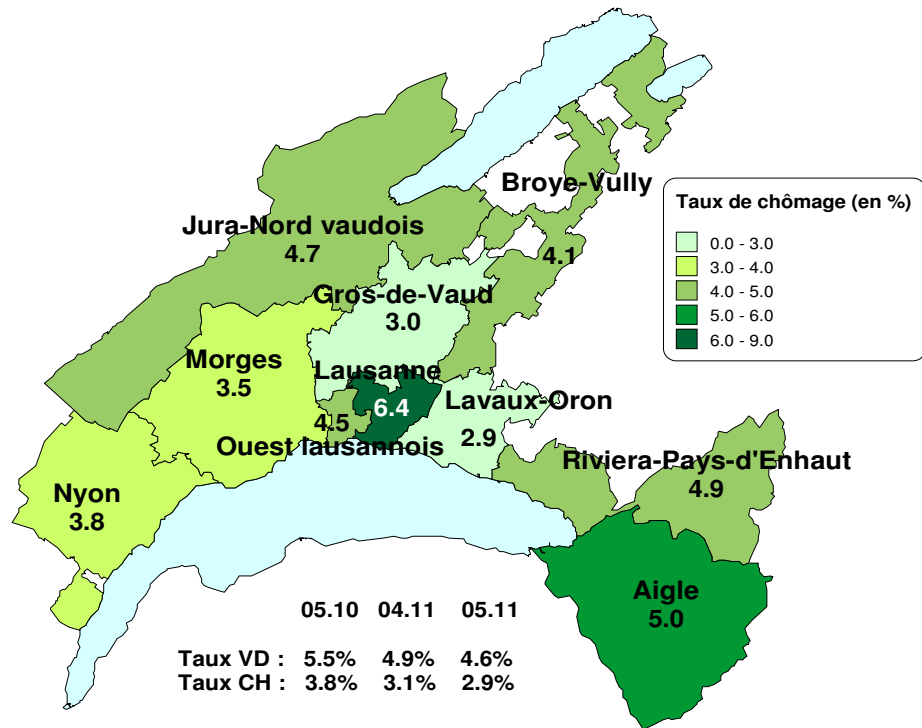 Broye-Vully
4.1
Taux de chômage (en %)
0.0 - 3.0
3.0 - 4.0
4.0 - 5.0
5.0 - 6.0
6.0 - 9.0
Jura-Nord vaudois
4.7
Gros-de-Vaud
3.0
Morges
3.5
Lausanne
6.4
Lavaux-Oron
2.9
4.5
Ouest lausannois
Riviera-Pays-d'Enhaut
4.9
Nyon
3.8
Aigle
5.0
05.10 04.11 05.11
Taux VD : 5.5% 4.9% 4.6%
Taux CH : 3.8% 3.1% 2.9%